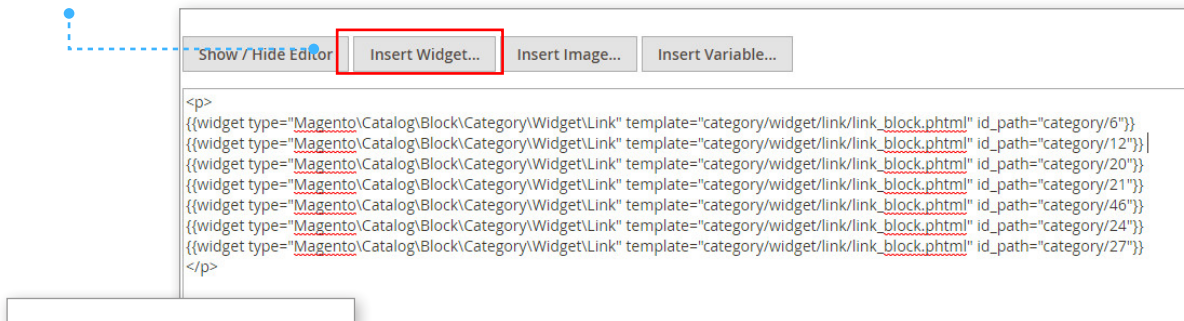 Show / Hide Editor Insert Widget... Insert Image... Insert Variable...
<p>
{{widget type="Magento\Catalog\Block\Category\Widget\Link" template="category/widget/link/link_block.phtml" id_path="category/6"}}
{{widget type="Magento\Catalog\Block\Category\Widget\Link" template="category/widget/link/link_block.phtml" id_path="category/12"}}
{{widget type="Magento\Catalog\Block\Category\Widget\Link" template="category/widget/link/link_block.phtml" id_path="category/20"}}
{{widget type="Magento\Catalog\Block\Category\Widget\Link" template="category/widget/link/link_block.phtml" id_path="category/21"}}
{{widget type="Magento\Catalog\Block\Category\Widget\Link" template="category/widget/link/link_block.phtml" id_path="category/46"}}
{{widget type="Magento\Catalog\Block\Category\Widget\Link" template="category/widget/link/link_block.phtml" id_path="category/24"}}
{{widget type="Magento\Catalog\Block\Category\Widget\Link" template="category/widget/link/link_block.phtml" id_path="category/27"}}
</p>